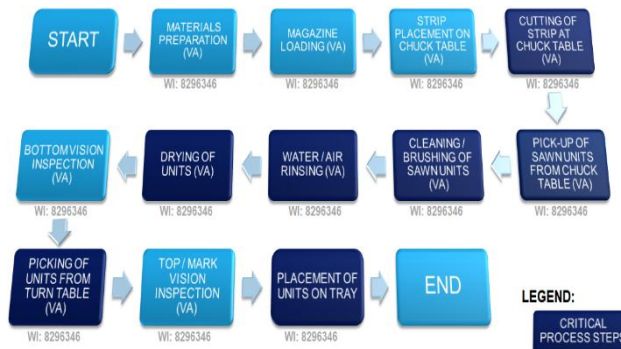 START
MATERIALS
PREPARATION
(VA)
WI: 8296346
MAGAZINE
LOADING (VA)
WI: 8296346
STRIP
PLACEMENT ON
CHUCK TABLE
(VA)
WI: 8296346
CUTTING OF
STRIP AT
CHUCK TABLE
(VA)
WI: 8296346
PICK-UP OF
SAWN UNITS
FROM CHUCK
TABLE (VA)
WI: 8296346
CLEANING /
BRUSHING OF
SAWN UNITS
(VA)
WI: 8296346
WATER / AIR
RINSING (VA)
WI: 8296346
DRYING OF
UNITS (VA)
WI: 8296346
BOTTOM VISION
INSPECTION
(VA)
WI: 8296346
PICKING OF
UNITS FROM
TURN TABLE
(VA)
WI: 8296346
TOP / MARK
VISION
INSPECTION
(VA)
WI: 8296346
PLACEMENT OF
UNITS ON TRAY
WI: 8296346
END
LEGEND:
CRITICAL
PROCESS STEPS